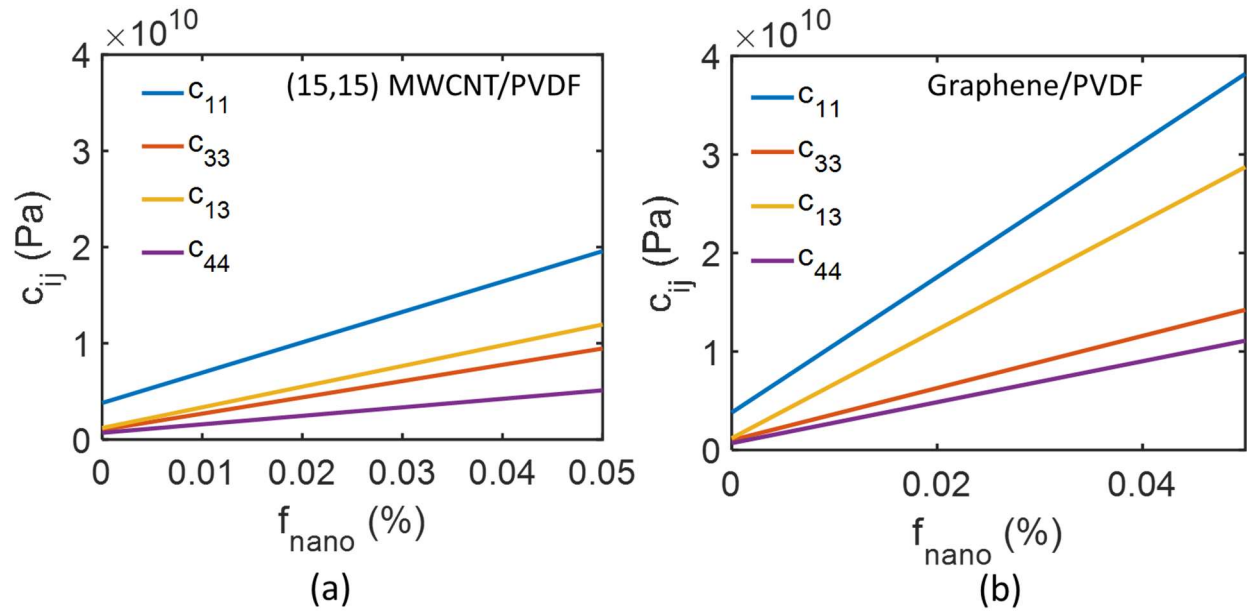 ×10^10
(15,15) MWCNT/PVDF
c_11
c_33
c_13
c_44
c_ij (Pa)
4
3
2
1
0
0 0.01 0.02 0.03 0.04 0.05
f_nano (%)
(a)
×10^10
Graphene/PVDF
c_11
c_33
c_13
c_44
c_ij (Pa)
4
3
2
1
0
0 0.02 0.04
f_nano (%)
(b)